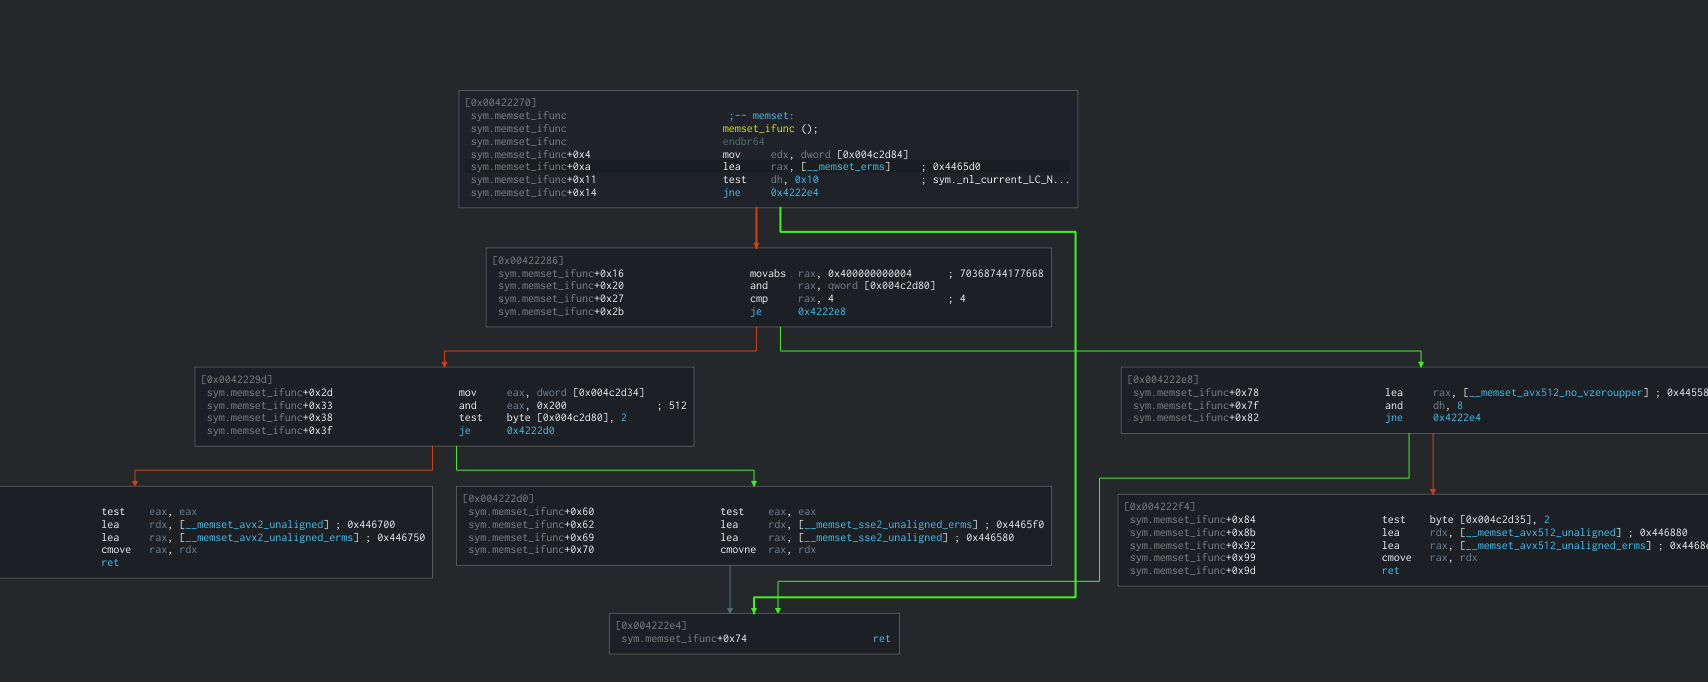 [0x00422270]
sym.memset_ifunc ;-- memset:
sym.memset_ifunc memset_ifunc ();
sym.memset_ifunc endbr64
sym.memset_ifunc+0x4 mov edx, dword [0x004c2d84]
sym.memset_ifunc+0xa lea rax, [__memset_erms] ; 0x4465d0
sym.memset_ifunc+0x11 test dh, 0x10 ; sym._nl_current_LC_N...
sym.memset_ifunc+0x14 jne 0x4222e4
[0x00422286]
sym.memset_ifunc+0x16 movabs rax, 0x400000000004 ; 70368744177668
sym.memset_ifunc+0x20 and rax, qword [0x004c2d80]
sym.memset_ifunc+0x27 cmp rax, 4 ; 4
sym.memset_ifunc+0x2b je 0x4222e8
[0x0042229d]
sym.memset_ifunc+0x2d mov eax, dword [0x004c2d34]
sym.memset_ifunc+0x33 and eax, 0x200 ; 512
sym.memset_ifunc+0x38 test byte [0x004c2d80], 2
sym.memset_ifunc+0x3f je 0x4222d0
[0x004222e8]
sym.memset_ifunc+0x78 lea rax, [__memset_avx512_no_vzeroupper] ; 0x44558
sym.memset_ifunc+0x7f and dh, 8
sym.memset_ifunc+0x82 jne 0x4222e4
test eax, eax
lea rdx, [__memset_avx2_unaligned] ; 0x446700
lea rax, [__memset_avx2_unaligned_erms] ; 0x446750
cmove rax, rdx
ret
[0x004222d0]
sym.memset_ifunc+0x60 test eax, eax
sym.memset_ifunc+0x62 lea rdx, [__memset_sse2_unaligned_erms] ; 0x4465f0
sym.memset_ifunc+0x69 lea rax, [__memset_sse2_unaligned] ; 0x446580
sym.memset_ifunc+0x70 cmovne rax, rdx
[0x004222f4]
sym.memset_ifunc+0x84 test byte [0x004c2d35], 2
sym.memset_ifunc+0x8b lea rdx, [__memset_avx512_unaligned] ; 0x446880
sym.memset_ifunc+0x92 lea rax, [__memset_avx512_unaligned_erms] ; 0x4468
sym.memset_ifunc+0x99 cmove rax, rdx
sym.memset_ifunc+0x9d ret
[0x004222e4]
sym.memset_ifunc+0x74 ret